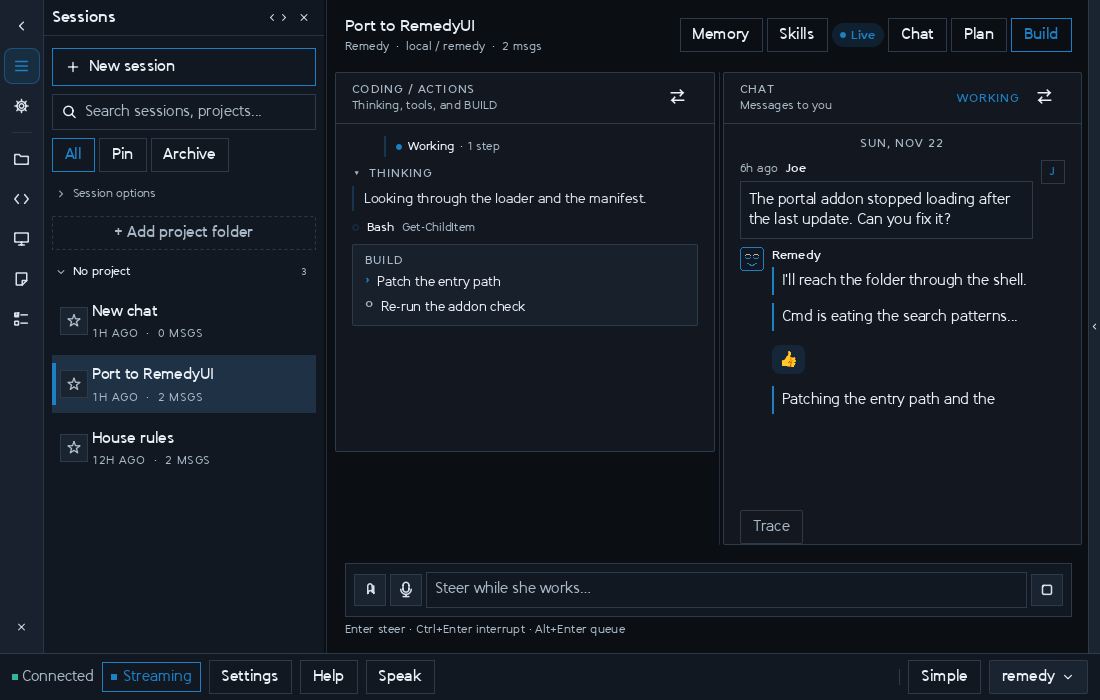 Sessions
New session
Search sessions, projects...
All
Pin
Archive
Session options
+ Add project folder
No project
3
New chat
1H AGO · 0 MSGS
Port to RemedyUI
1H AGO · 2 MSGS
House rules
12H AGO · 2 MSGS
Port to RemedyUI
Remedy · local / remedy · 2 msgs
Memory
Skills
Live
Chat
Plan
Build
CODING / ACTIONS
Thinking, tools, and BUILD
Working · 1 step
THINKING
Looking through the loader and the manifest.
Bash Get-ChildItem
BUILD
Patch the entry path
Re-run the addon check
CHAT
Messages to you
WORKING
SUN, NOV 22
6h ago Joe
J
The portal addon stopped loading after
the last update. Can you fix it?
Remedy
I'll reach the folder through the shell.
Cmd is eating the search patterns...
👍
Patching the entry path and the
Trace
Steer while she works...
Enter steer · Ctrl+Enter interrupt · Alt+Enter queue
Connected
Streaming
Settings
Help
Speak
Simple
remedy